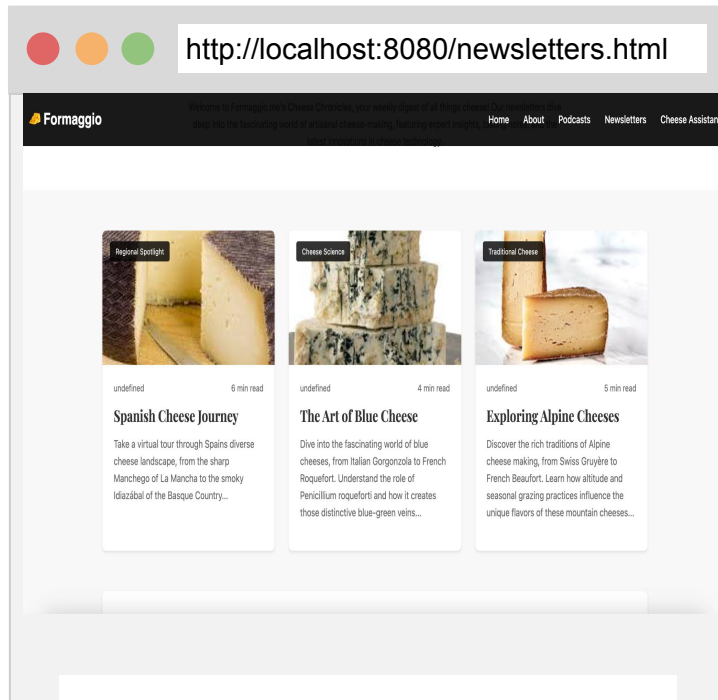 http://localhost:8080/newsletters.html
Formaggio
Home About Podcasts Newsletters Cheese Assistan
Welcome to Formaggio.me's Cheese Chronicles, your weekly digest of all things cheese! Our newsletters dive
deep into the fascinating world of artisanal cheese-making, featuring expert insights,
latest innovations in cheese technology.
Regional Spotlight
undefined 6 min read
Spanish Cheese Journey
Take a virtual tour through Spains diverse
cheese landscape, from the sharp
Manchego of La Mancha to the smoky
Idiazábal of the Basque Country...
Cheese Science
undefined 4 min read
The Art of Blue Cheese
Dive into the fascinating world of blue
cheeses, from Italian Gorgonzola to French
Roquefort. Understand the role of
Penicillium roqueforti and how it creates
those distinctive blue-green veins...
Traditional Cheese
undefined 5 min read
Exploring Alpine Cheeses
Discover the rich traditions of Alpine
cheese making, from Swiss Gruyère to
French Beaufort. Learn how altitude and
seasonal grazing practices influence the
unique flavors of these mountain cheeses...